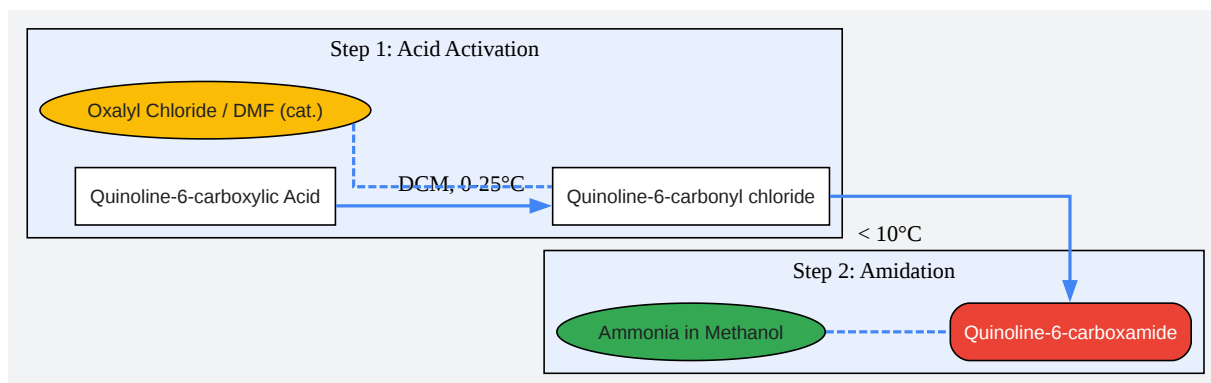 Step 1: Acid Activation
Oxalyl Chloride / DMF (cat.)
Quinoline-6-carboxylic Acid
DCM, 0-25°C
Quinoline-6-carbonyl chloride
< 10°C
Step 2: Amidation
Ammonia in Methanol
Quinoline-6-carboxamide